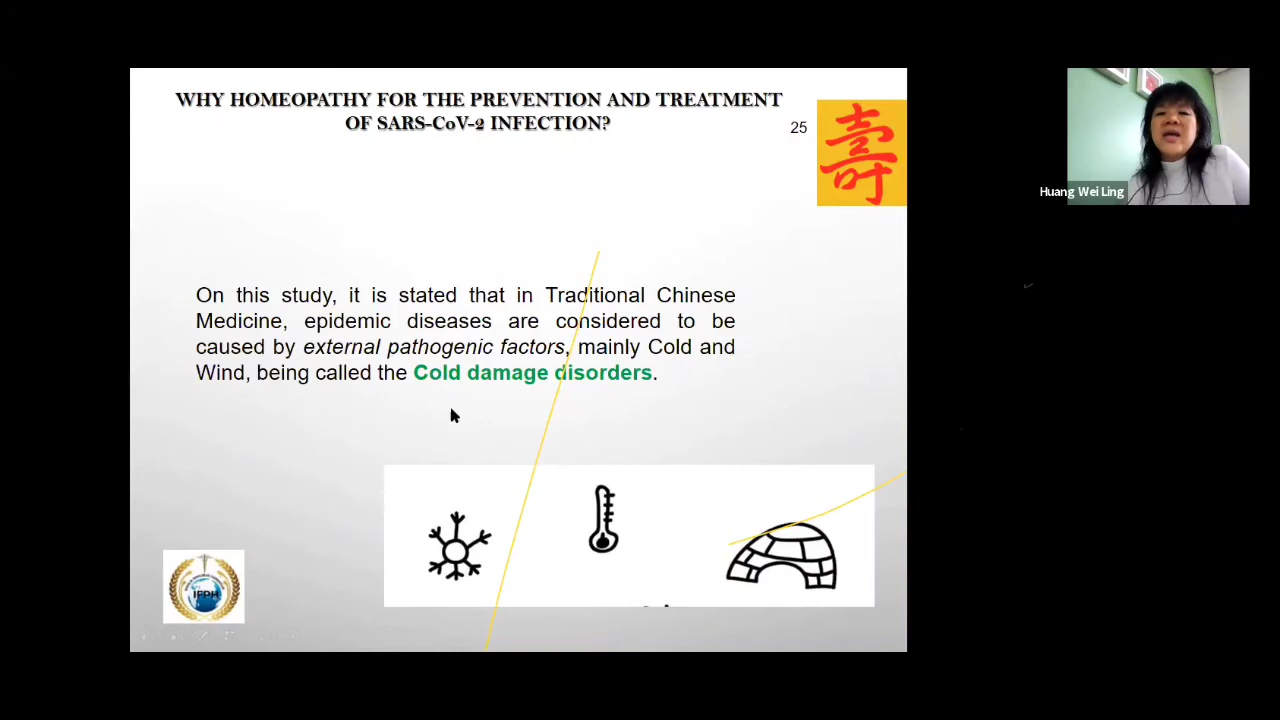 WHY HOMEOPATHY FOR THE PREVENTION AND TREATMENT
OF SARS-CoV-2 INFECTION?
25
壽
Huang Wei Ling
On this study, it is stated that in Traditional Chinese
Medicine, epidemic diseases are considered to be
caused by external pathogenic factors, mainly Cold and
Wind, being called the Cold damage disorders.
IFPH